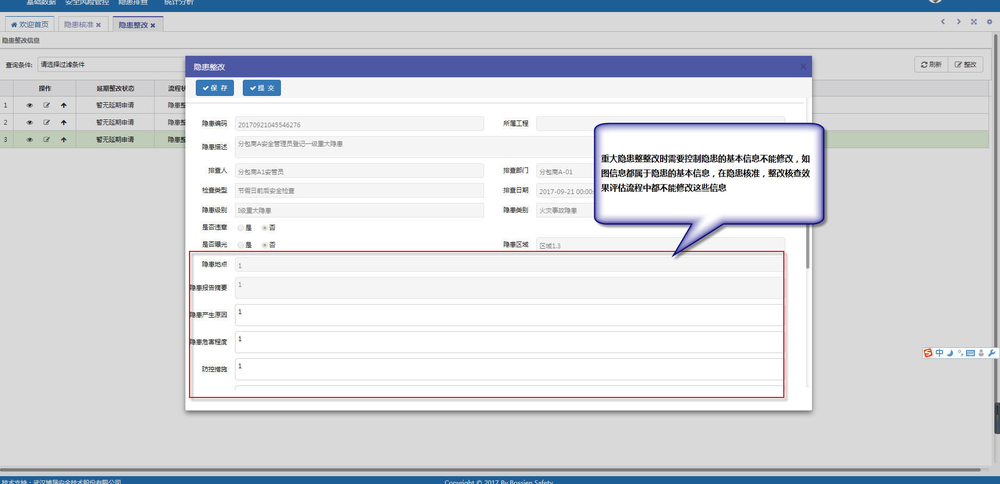 基础数据 安全风险管控 隐患排查 统计分析
欢迎首页 隐患核准 隐患整改
隐患整改信息
查询条件: 请选择过滤条件 刷新 整改
操作 延期整改状态 流程状
1 暂无延期申请 隐患整
2 暂无延期申请 隐患整
3 暂无延期申请 隐患整
隐患整改
保 存 提 交
隐患编码 20170921045546276 所属工程
隐患描述 分包商A安全管理员登记一级重大隐患
排查人 分包商A1安管员 排查部门 分包商A-01
检查类型 节假日前后安全检查 排查日期 2017-09-21 00:00:
隐患级别 I级重大隐患 隐患类别 火灾事故隐患
是否违章 是 否
是否曝光 是 否 隐患区域 区域1.3
隐患地点 1
隐患报告摘要 1
隐患产生原因 1
隐患危害程度 1
防控措施 1
重大隐患整整改时需要控制隐患的基本信息不能修改，如
图信息都属于隐患的基本信息，在隐患核准，整改核查效
果评估流程中都不能修改这些信息
S 中
技术支持：武汉博晟安全技术股份有限公司 Copyright © 2017 By Bossien Safety